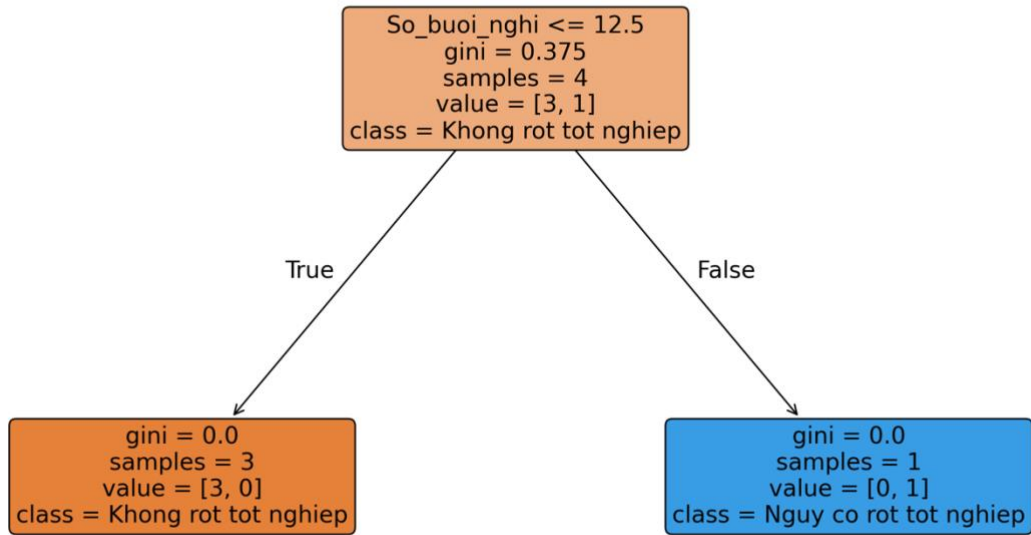 So_buoi_nghi <= 12.5
gini = 0.375
samples = 4
value = [3, 1]
class = Khong rot tot nghiep
True
False
gini = 0.0
samples = 3
value = [3, 0]
class = Khong rot tot nghiep
gini = 0.0
samples = 1
value = [0, 1]
class = Nguy co rot tot nghiep